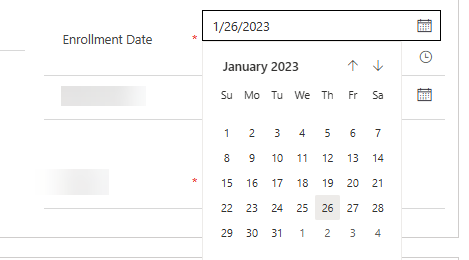 1/26/2023
Enrollment Date *
January 2023
Su Mo Tu We Th Fr Sa
1 2 3 4 5 6 7
8 9 10 11 12 13 14
15 16 17 18 19 20 21
*
22 23 24 25 26 27 28
29 30 31 1 2 3 4